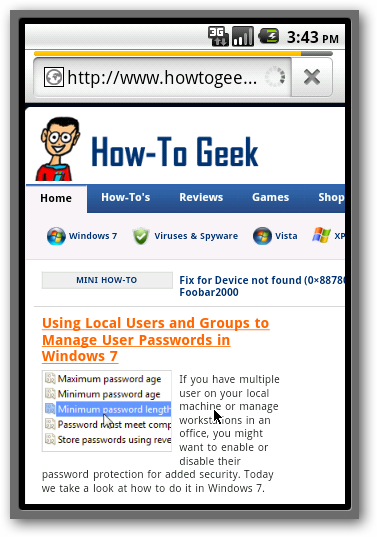 3G 3:43 PM
http://www.howtogee...
How-To Geek
Home How-To's Reviews Games Shop
Windows 7 Viruses & Spyware Vista XP
MINI HOW-TO
Fix for Device not found (0×88780
Foobar2000
Using Local Users and Groups to
Manage User Passwords in
Windows 7
Maximum password age
Minimum password age
Minimum password length
Password must meet comp
Store passwords using reve
If you have multiple
user on your local
machine or manage
workstations in an
office, you might
want to enable or
disable their
password protection for added security. Today
we take a look at how to do it in Windows 7.